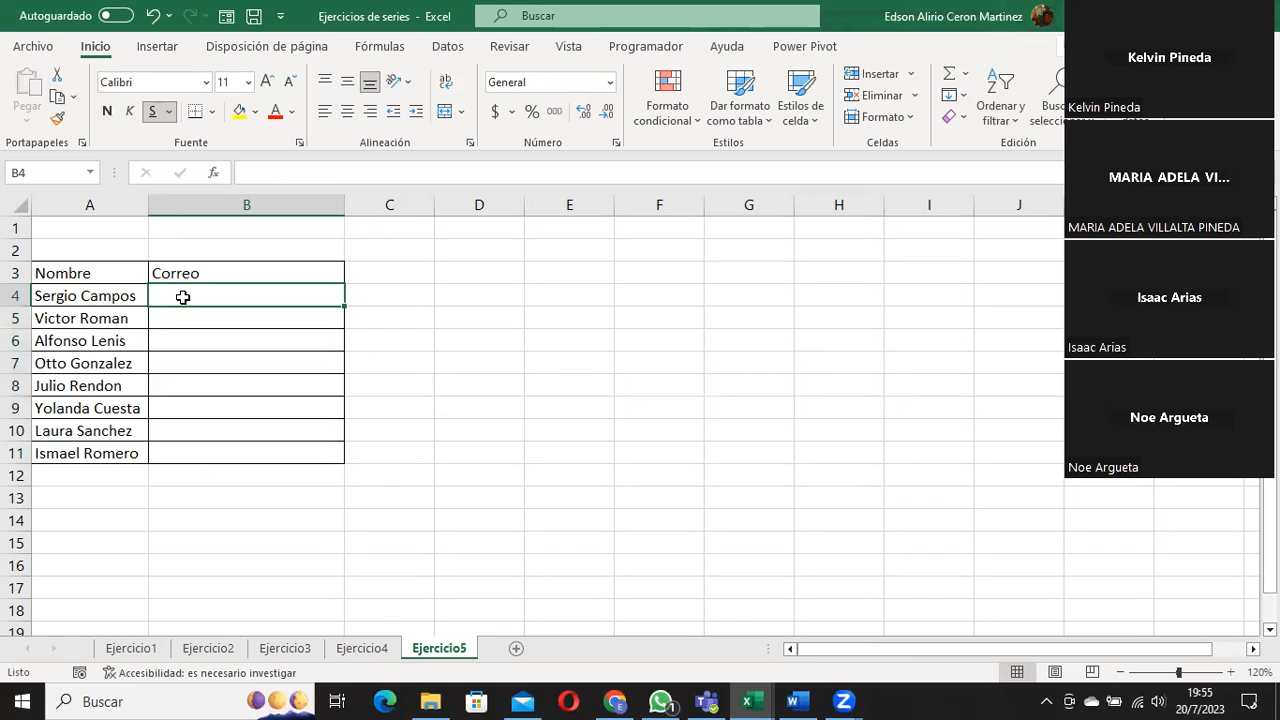 Autoguardado
Ejercicios de series - Excel
Buscar
Edson Alirio Ceron Martinez
Archivo Inicio Insertar Disposición de página Fórmulas Datos Revisar Vista Programador Ayuda Power Pivot
Pegar
Calibri 11
N K S
General
$ % 000
Formato condicional
Dar formato como tabla
Estilos de celda
Insertar
Eliminar
Formato
Ordenar y filtrar
Portapapeles Fuente Alineación Número Estilos Celdas Edición
B4
fx
A B C D E F G H I J
1
2
3 Nombre Correo
4 Sergio Campos
5 Victor Roman
6 Alfonso Lenis
7 Otto Gonzalez
8 Julio Rendon
9 Yolanda Cuesta
10 Laura Sanchez
11 Ismael Romero
12
13
14
15
16
17
18
19
Kelvin Pineda
Kelvin Pineda
MARIA ADELA VI...
MARIA ADELA VILLALTA PINEDA
Isaac Arias
Isaac Arias
Noe Argueta
Noe Argueta
Ejercicio1 Ejercicio2 Ejercicio3 Ejercicio4 Ejercicio5
Listo
Accesibilidad: es necesario investigar
120%
Buscar
1
19:55
20/7/2023